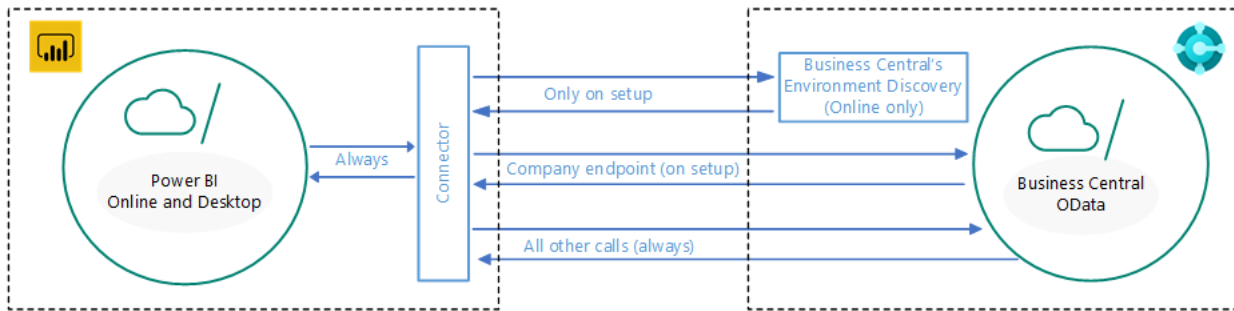 Power BI
Online and Desktop
Always
Connector
Only on setup
Business Central's
Environment Discovery
(Online only)
Company endpoint (on setup)
All other calls (always)
Business Central
OData